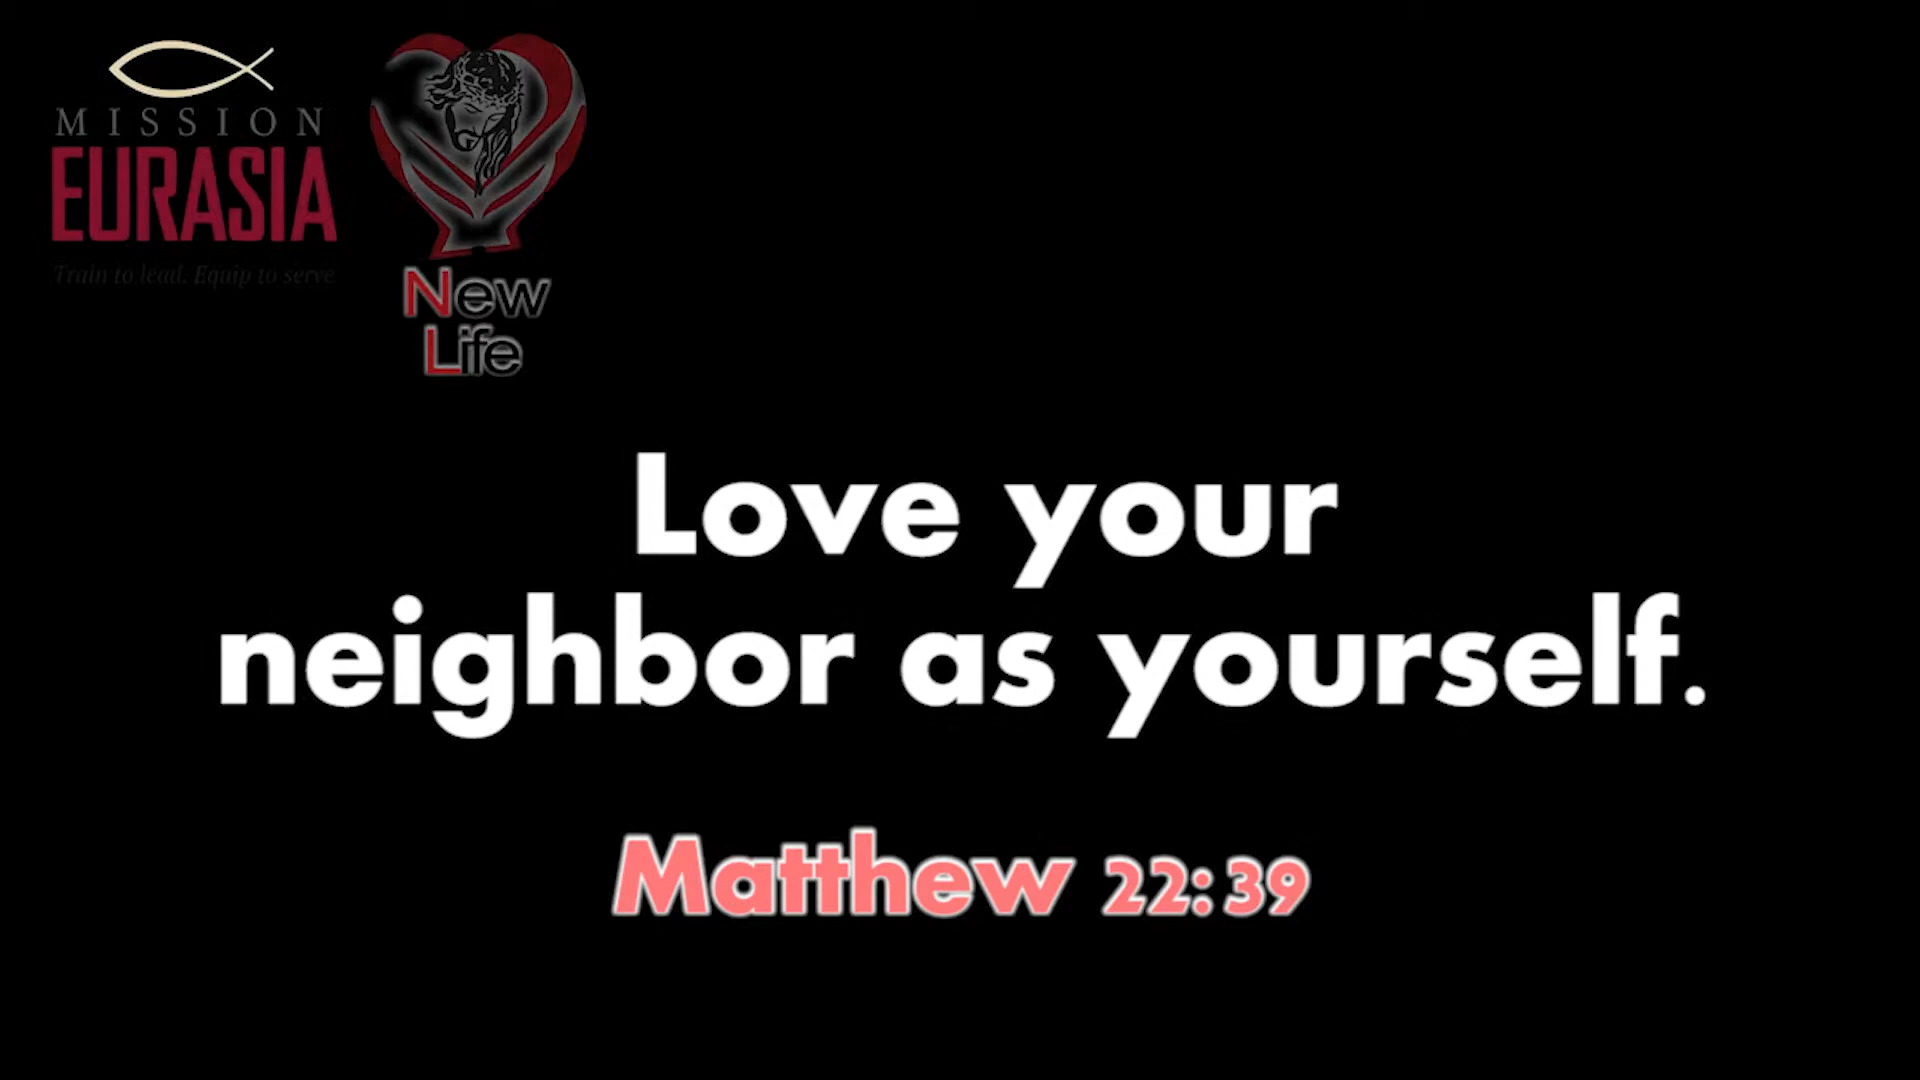 MISSION
EURASIA
Train to lead. Equip to serve
New
Life
Love your
neighbor as yourself.
Matthew 22:39